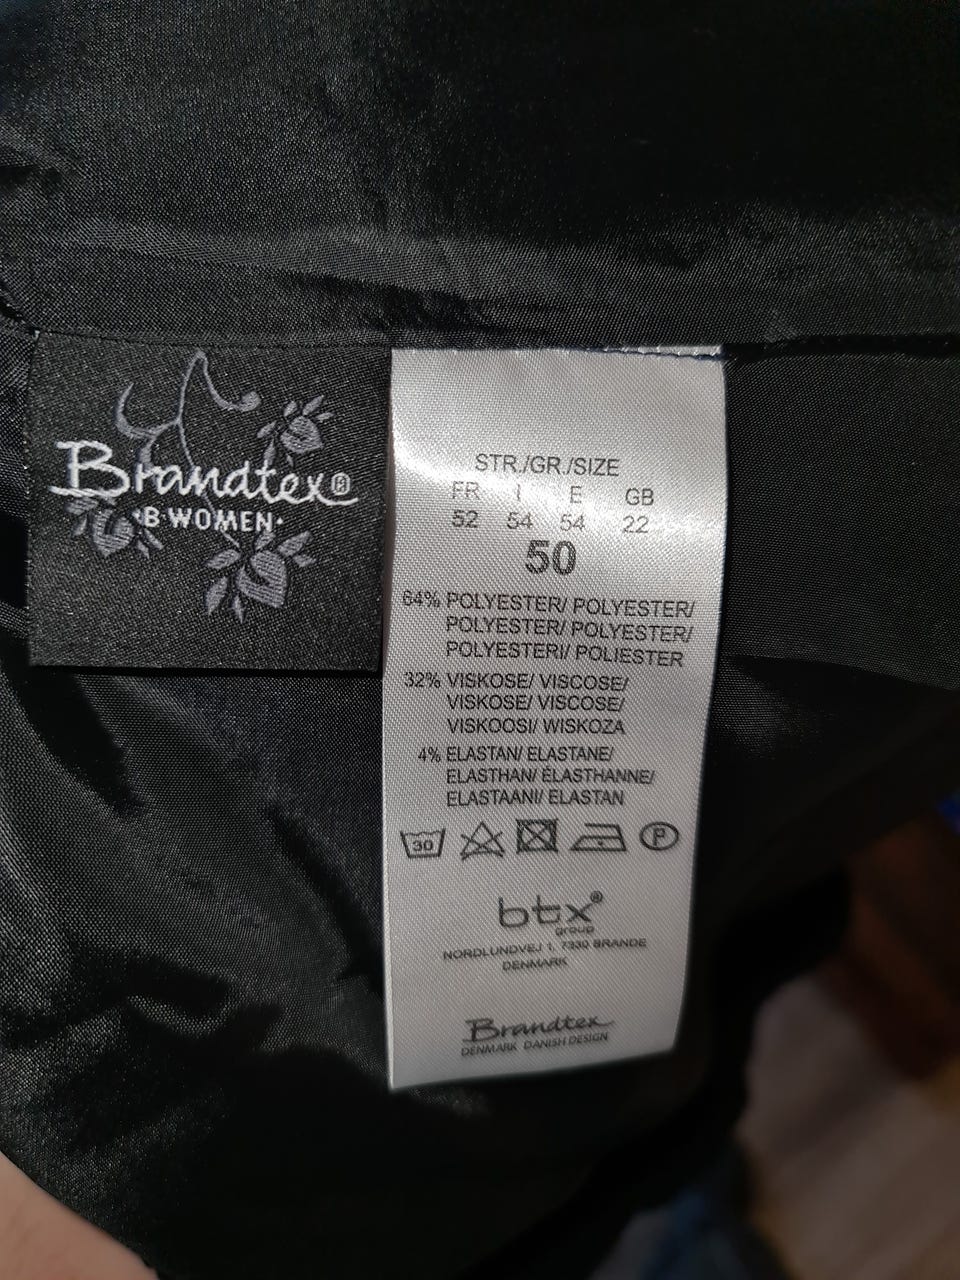 Brandtex®
·B·WOMEN·
STR./GR./SIZE
FR I E GB
52 54 54 22
50
64% POLYESTER/ POLYESTER/
POLYESTER/ POLYESTER/
POLYESTERI/ POLIESTER
32% VISKOSE/ VISCOSE/
VISKOSE/ VISCOSE/
VISKOOSI/ WISKOZA
4% ELASTAN/ ELASTANE/
ELASTHAN/ ÉLASTHANNE/
ELASTAANI/ ELASTAN
30 P
btx®
group
NORDLUNDVEJ 1, 7330 BRANDE
DENMARK
Brandtex
DENMARK DANISH DESIGN